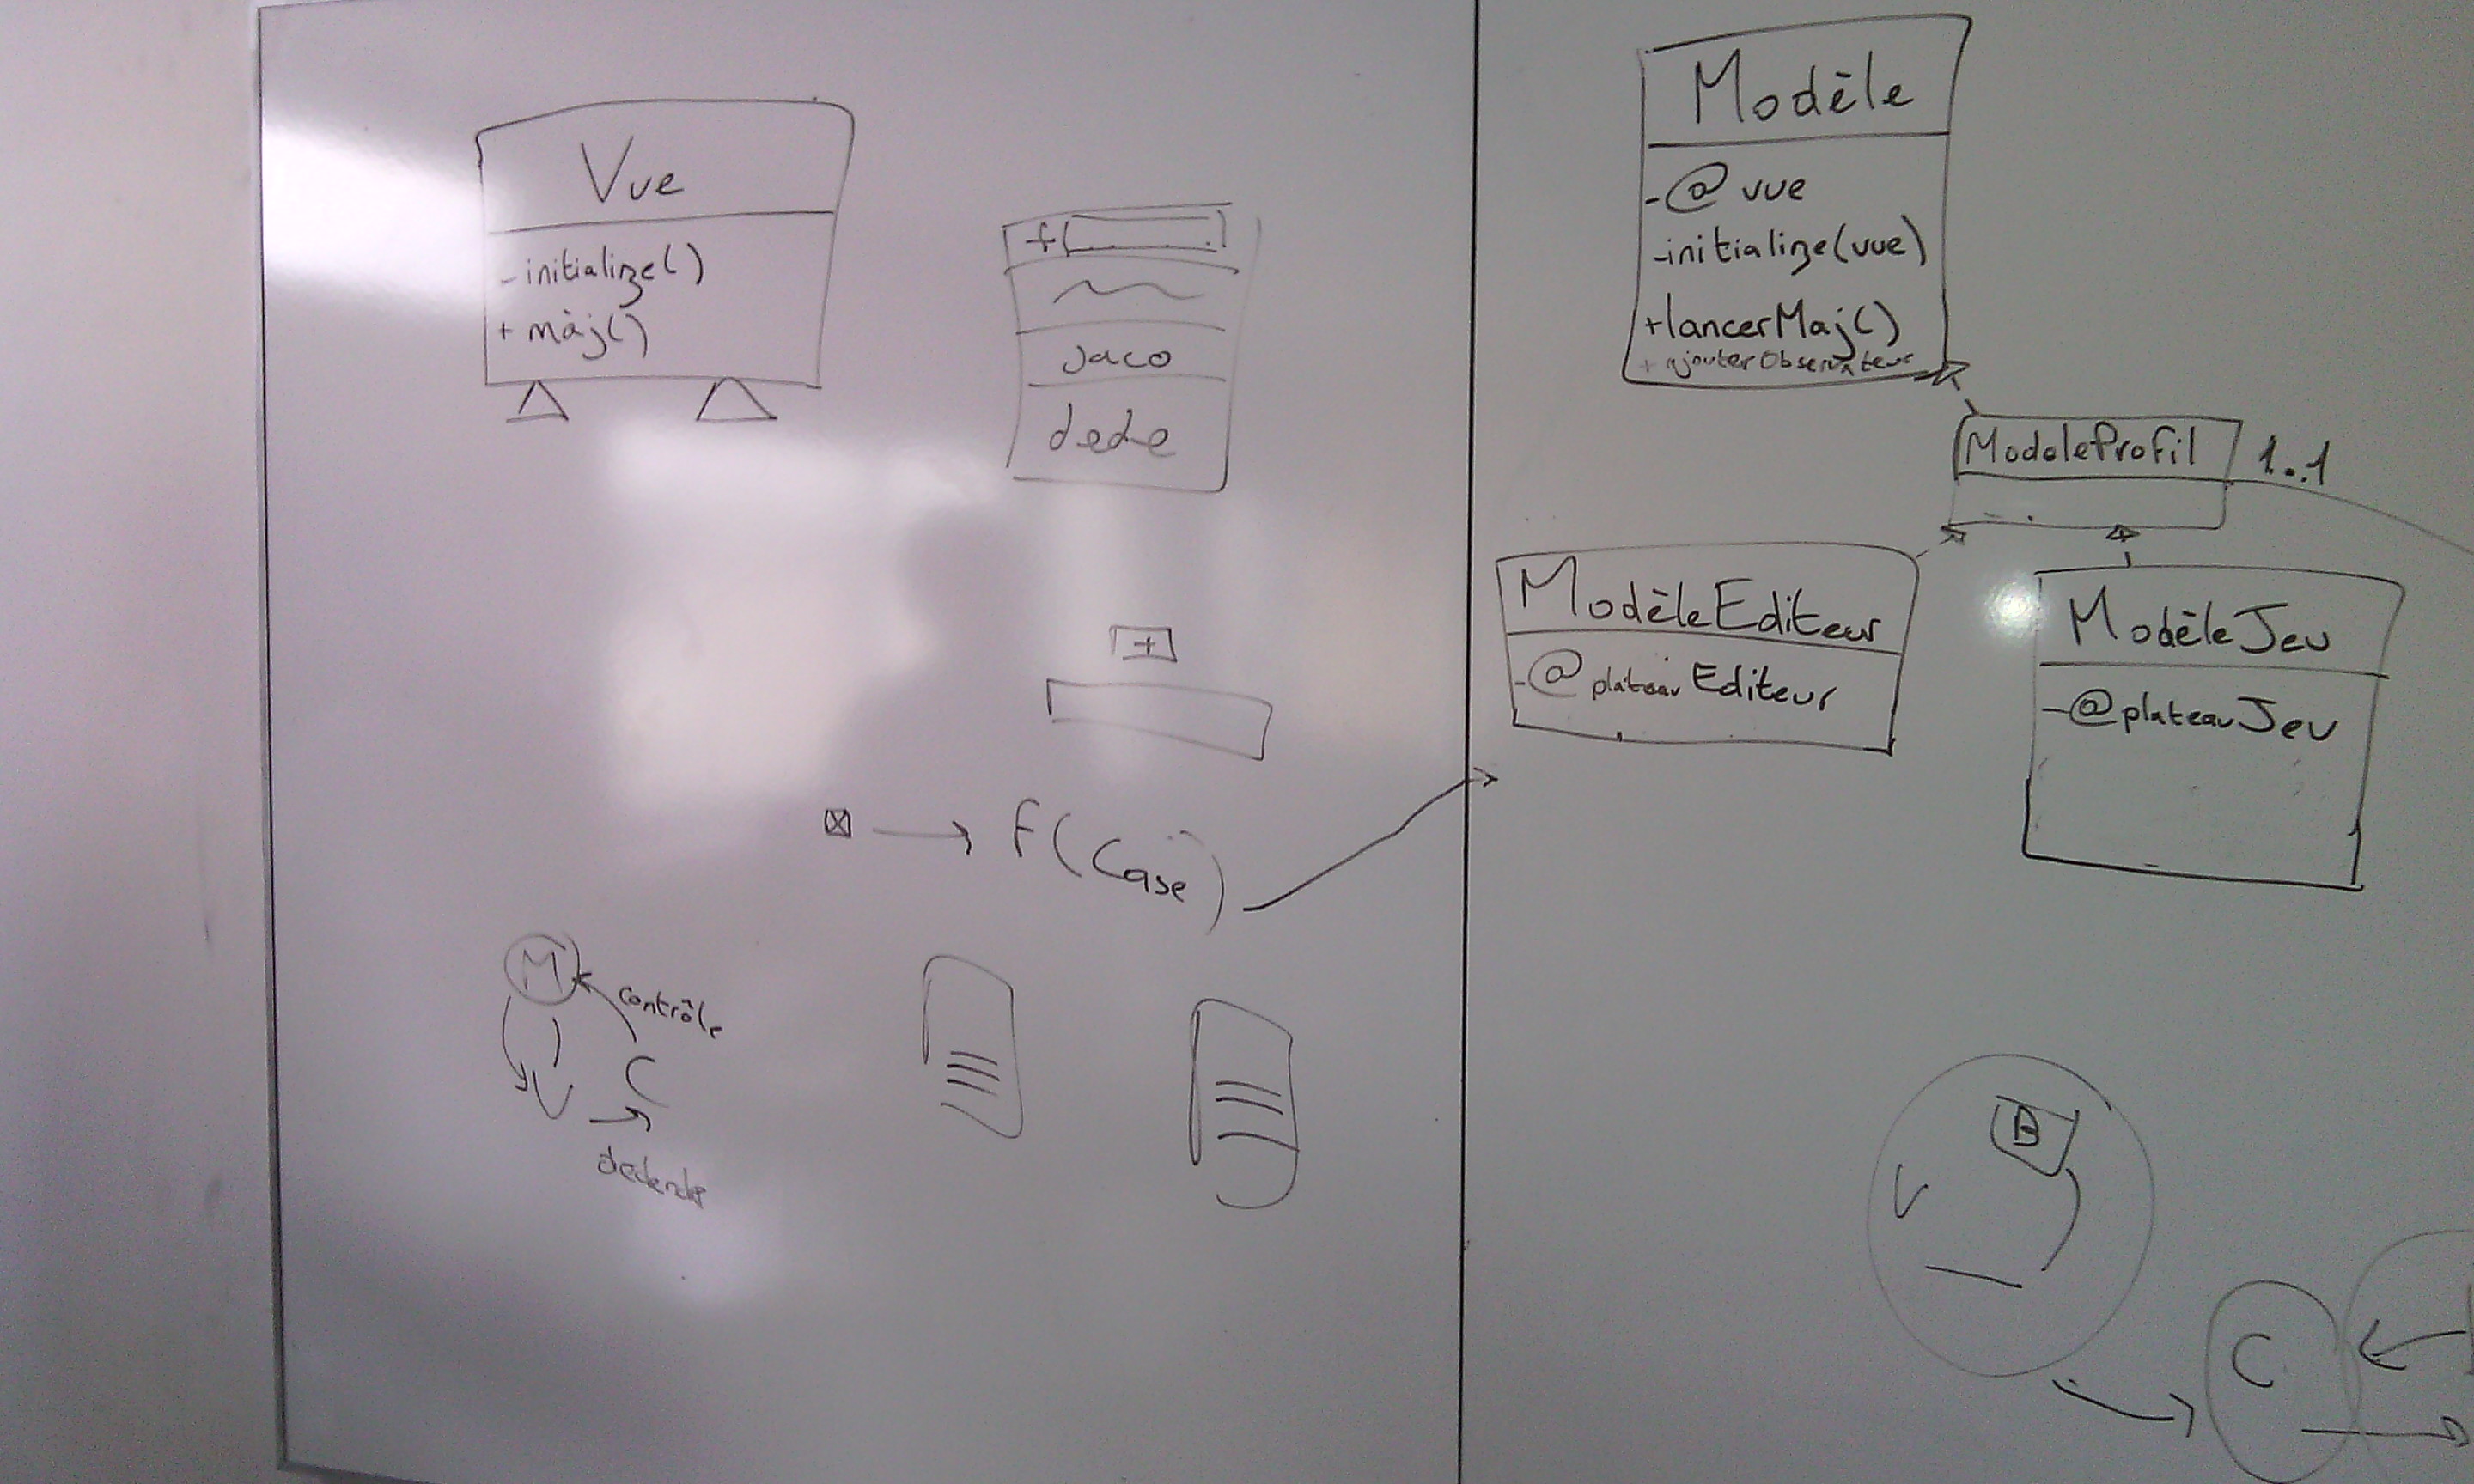 Vue
- initialize()
+ màj()
+
jaco
dede
+
f(Case)
M
contrôle
C
V
Modèle
-@ vue
-initialize(vue)
+lancerMaj()
+ ajouterObservateur
ModeleProfil
1..1
ModèleEditeur
-@plateauEditeur
ModèleJeu
-@plateauJeu
B
V
C